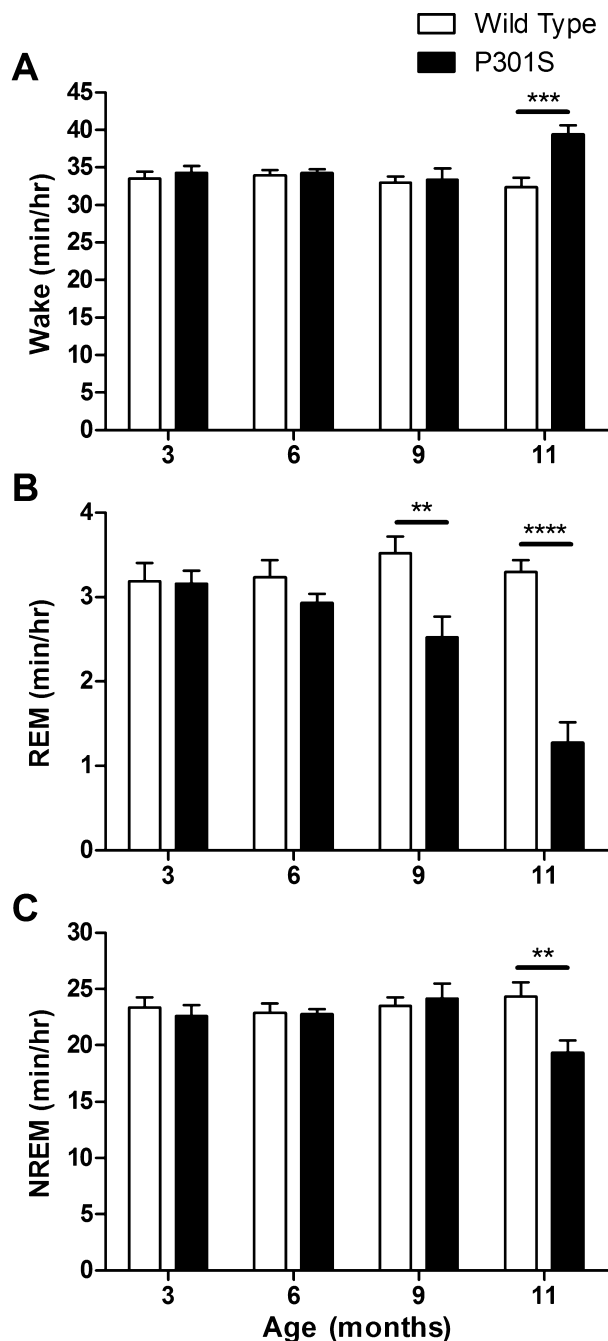 Wild Type
P301S
A
***
45
40
35
30
25
20
15
10
5
0
Wake (min/hr)
3 6 9 11
B
**
****
4
3
2
1
0
REM (min/hr)
3 6 9 11
C
**
30
25
20
15
10
5
0
NREM (min/hr)
3 6 9 11
Age (months)